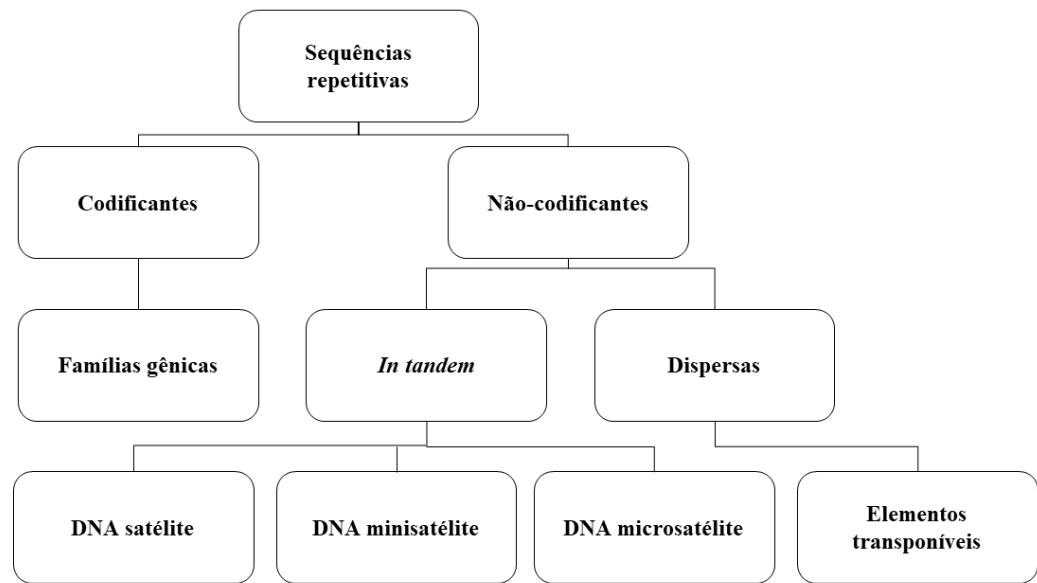 Sequências
repetitivas
Codificantes
Não-codificantes
Famílias gênicas
In tandem
Dispersas
DNA satélite
DNA minisatélite
DNA microsatélite
Elementos
transponíveis